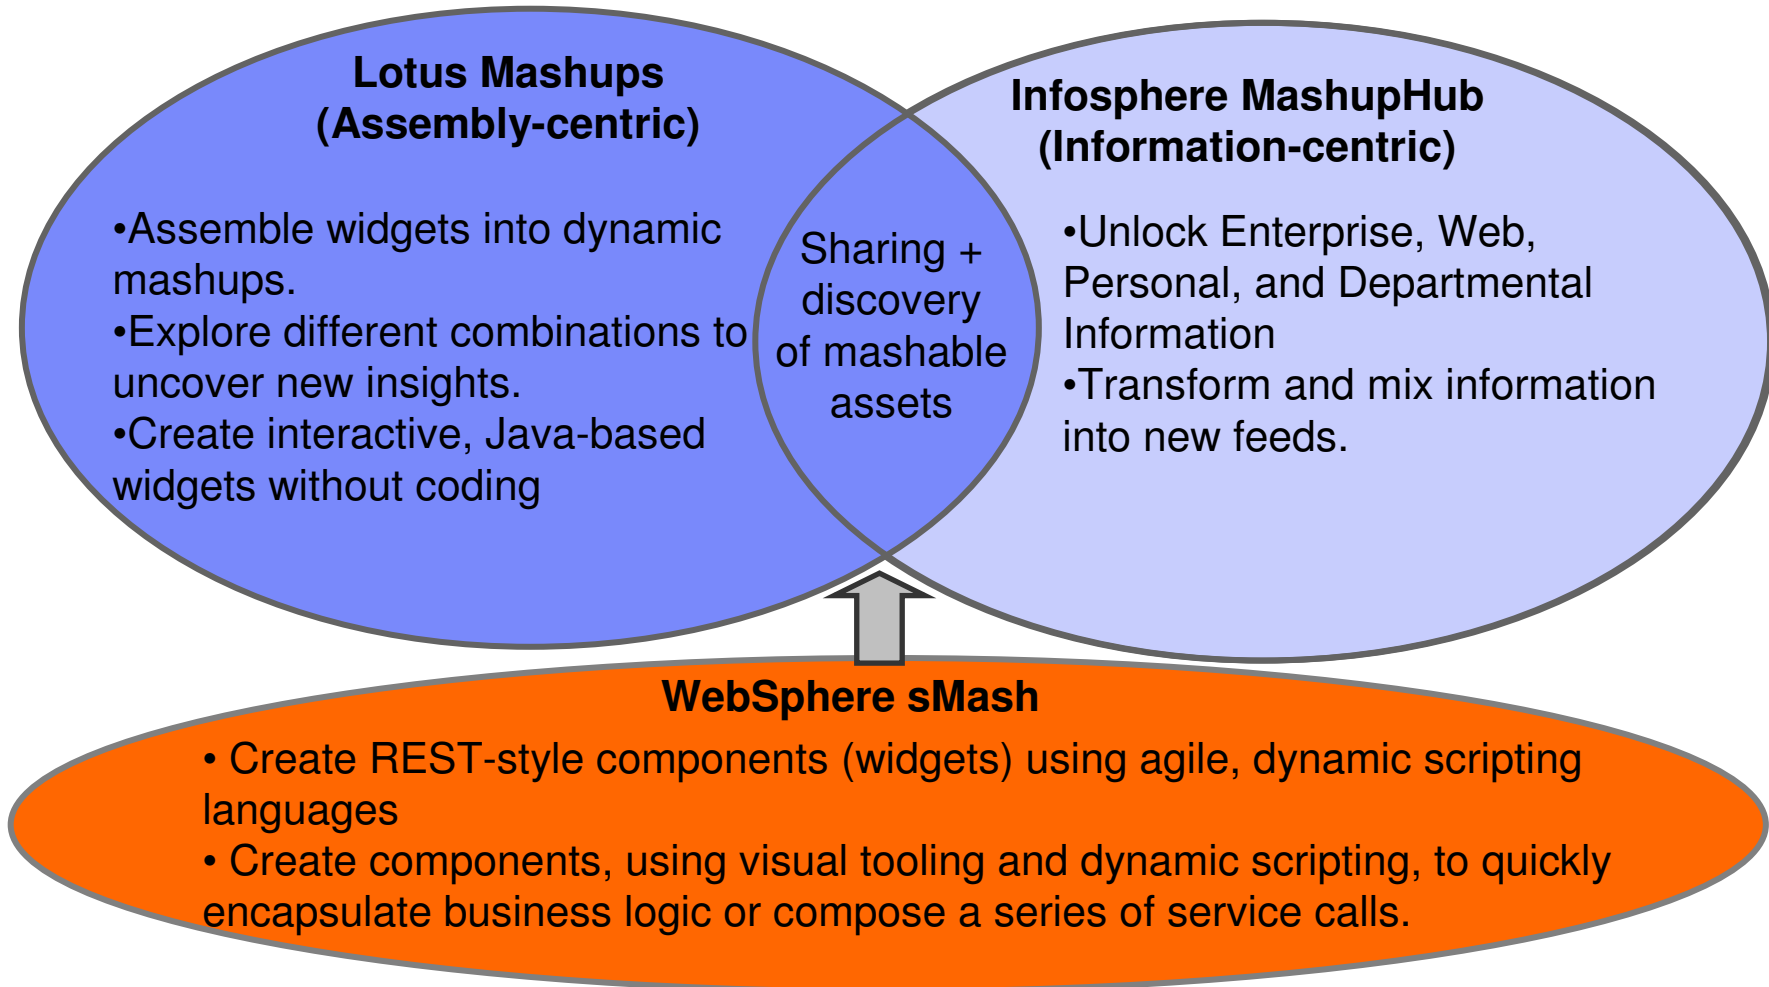 Lotus Mashups
(Assembly-centric)
•Assemble widgets into dynamic
mashups.
•Explore different combinations to
uncover new insights.
•Create interactive, Java-based
widgets without coding
Sharing +
discovery
of mashable
assets
Infosphere MashupHub
(Information-centric)
•Unlock Enterprise, Web,
Personal, and Departmental
Information
•Transform and mix information
into new feeds.
WebSphere sMash
• Create REST-style components (widgets) using agile, dynamic scripting
languages
• Create components, using visual tooling and dynamic scripting, to quickly
encapsulate business logic or compose a series of service calls.